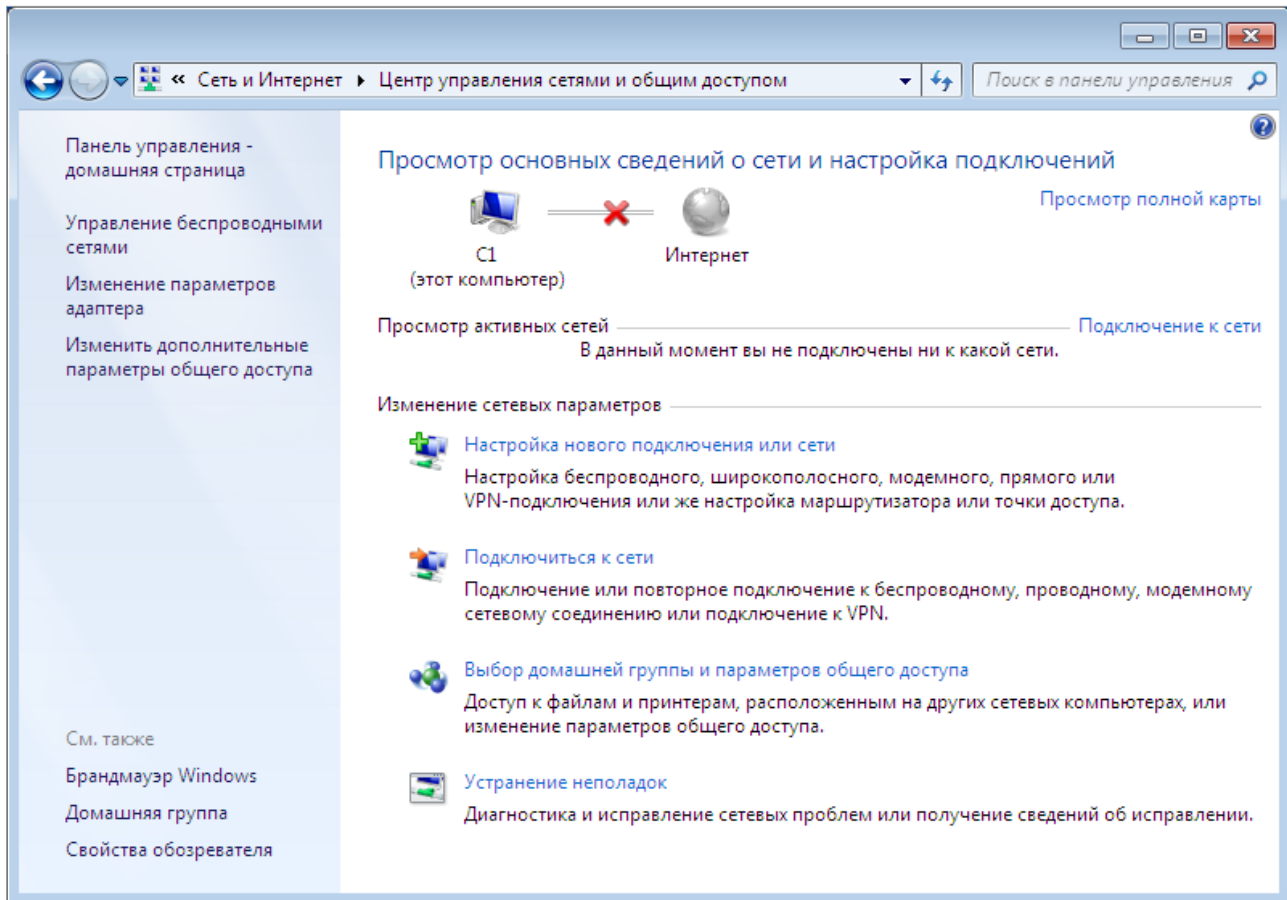 « Сеть и Интернет ▸ Центр управления сетями и общим доступом
Поиск в панели управления
Панель управления -
домашняя страница
Управление беспроводными
сетями
Изменение параметров
адаптера
Изменить дополнительные
параметры общего доступа
См. также
Брандмауэр Windows
Домашняя группа
Свойства обозревателя
Просмотр основных сведений о сети и настройка подключений
Просмотр полной карты
C1
(этот компьютер)
Интернет
Просмотр активных сетей
Подключение к сети
В данный момент вы не подключены ни к какой сети.
Изменение сетевых параметров
Настройка нового подключения или сети
Настройка беспроводного, широкополосного, модемного, прямого или
VPN-подключения или же настройка маршрутизатора или точки доступа.
Подключиться к сети
Подключение или повторное подключение к беспроводному, проводному, модемному
сетевому соединению или подключение к VPN.
Выбор домашней группы и параметров общего доступа
Доступ к файлам и принтерам, расположенным на других сетевых компьютерах, или
изменение параметров общего доступа.
Устранение неполадок
Диагностика и исправление сетевых проблем или получение сведений об исправлении.